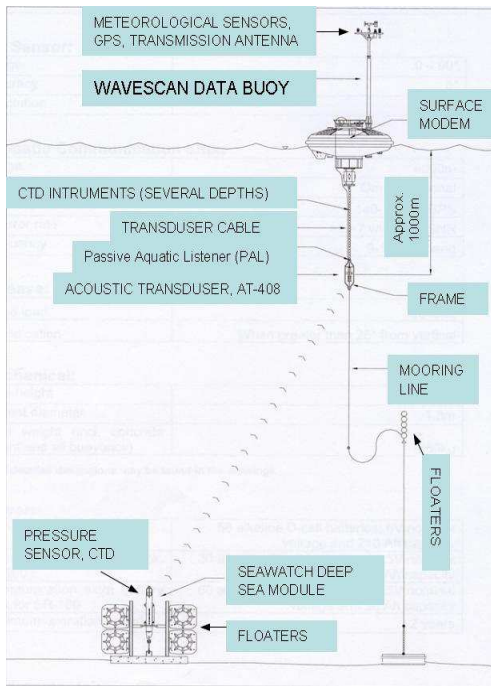 METEOROLOGICAL SENSORS,
GPS, TRANSMISSION ANTENNA
WAVESCAN DATA BUOY
SURFACE
MODEM
CTD INTRUMENTS (SEVERAL DEPTHS)
TRANSDUSER CABLE
Passive Aquatic Listener (PAL)
ACOUSTIC TRANSDUSER, AT-408
Approx.
1000m
FRAME
MOORING
LINE
FLOATERS
PRESSURE
SENSOR, CTD
SEAWATCH DEEP
SEA MODULE
FLOATERS